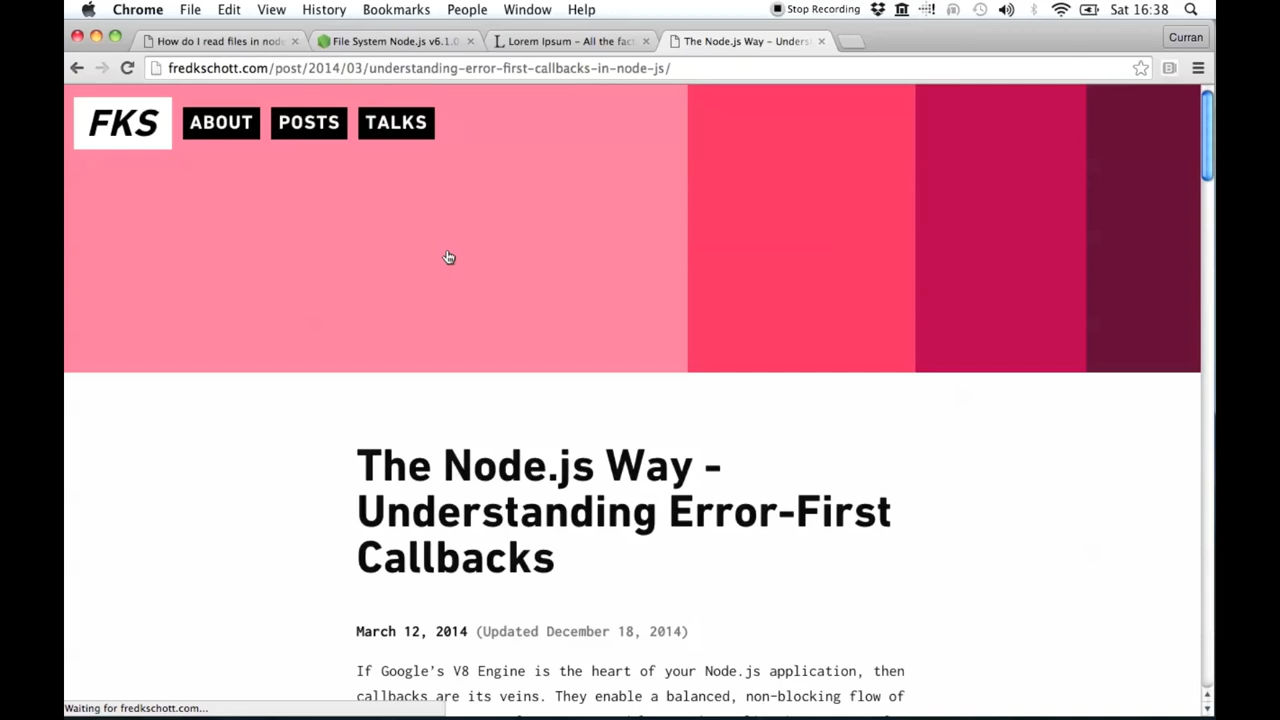 Chrome File Edit View History Bookmarks People Window Help Stop Recording Sat 16:38
How do I read files in node File System Node.js v6.1.0 Lorem Ipsum – All the fact The Node.js Way – Unders Curran
fredkschott.com/post/2014/03/understanding-error-first-callbacks-in-node-js/
FKS ABOUT POSTS TALKS
The Node.js Way -
Understanding Error-First
Callbacks
March 12, 2014 (Updated December 18, 2014)
If Google's V8 Engine is the heart of your Node.js application, then
callbacks are its veins. They enable a balanced, non-blocking flow of
Waiting for fredkschott.com...